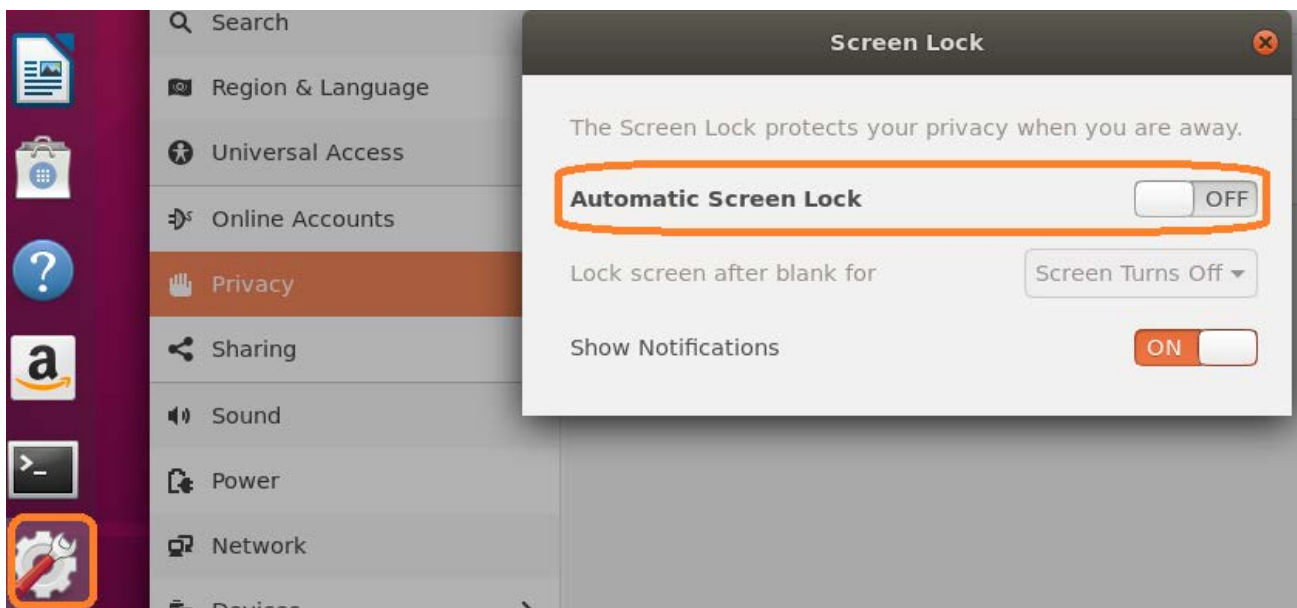 Search
Region & Language
Universal Access
Online Accounts
Privacy
Sharing
Sound
Power
Network
Devices
Screen Lock
The Screen Lock protects your privacy when you are away.
Automatic Screen Lock OFF
Lock screen after blank for Screen Turns Off
Show Notifications ON
?
a
>_